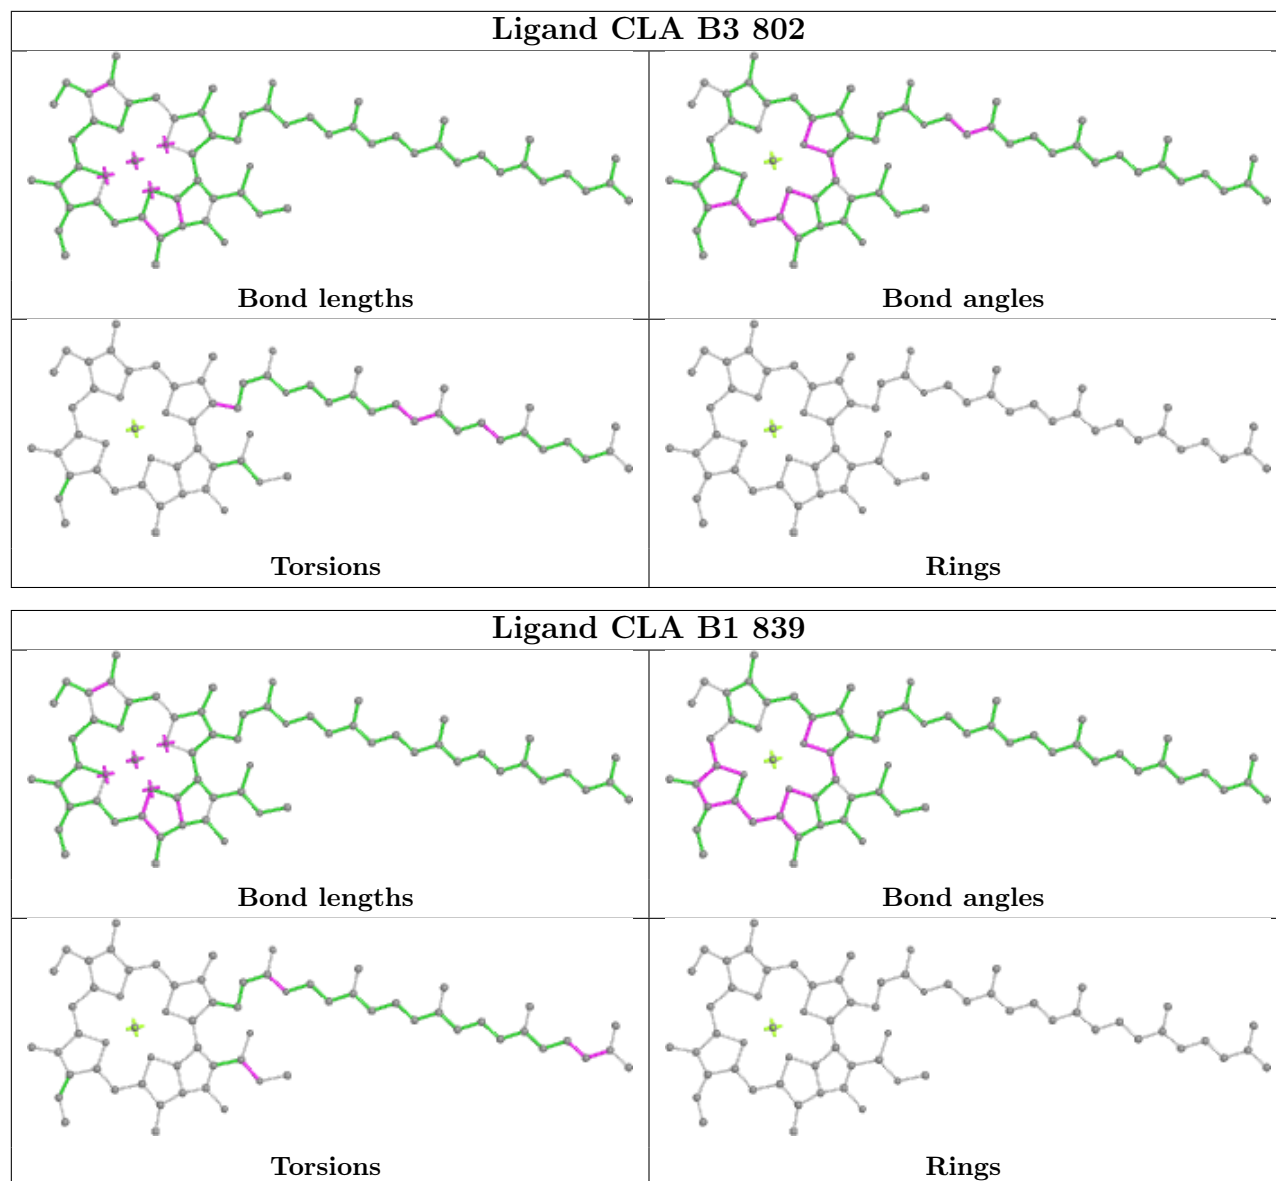 Ligand CLA B3 802
Bond lengths
Bond angles
Torsions
Rings
Ligand CLA B1 839
Bond lengths
Bond angles
Torsions
Rings